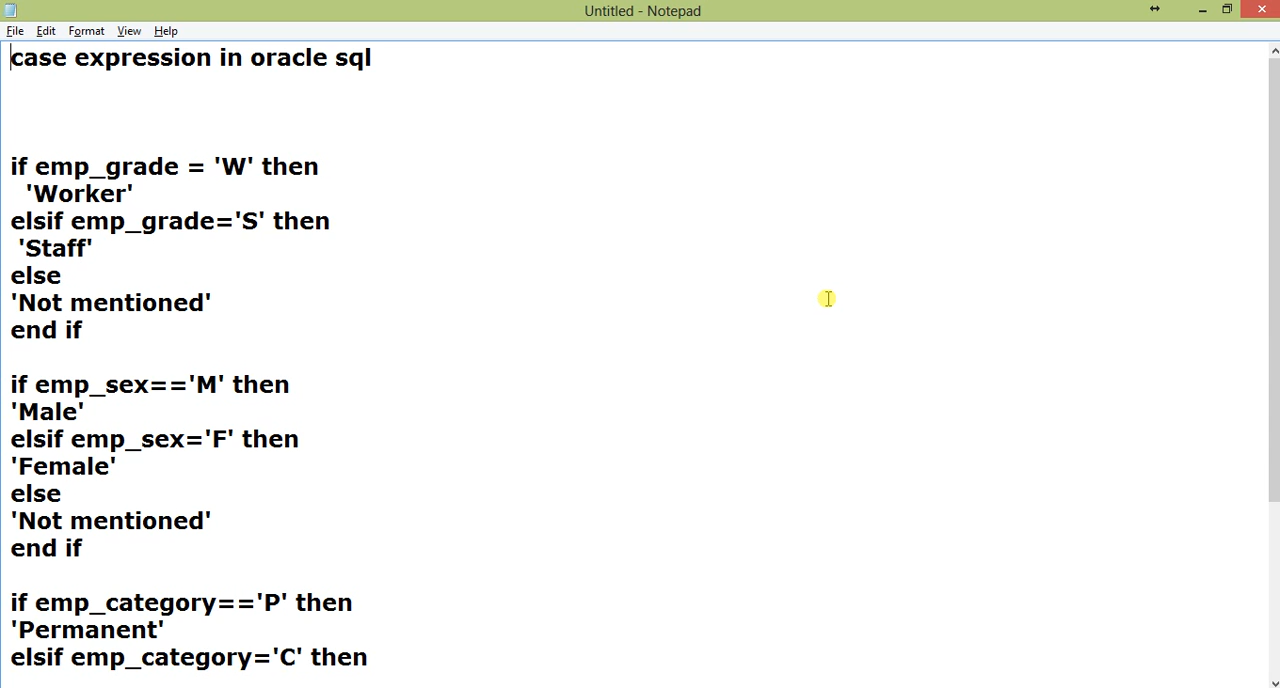 Untitled - Notepad
File Edit Format View Help
case expression in oracle sql
if emp_grade = 'W' then
'Worker'
elsif emp_grade='S' then
'Staff'
else
'Not mentioned'
end if
if emp_sex=='M' then
'Male'
elsif emp_sex='F' then
'Female'
else
'Not mentioned'
end if
if emp_category=='P' then
'Permanent'
elsif emp_category='C' then